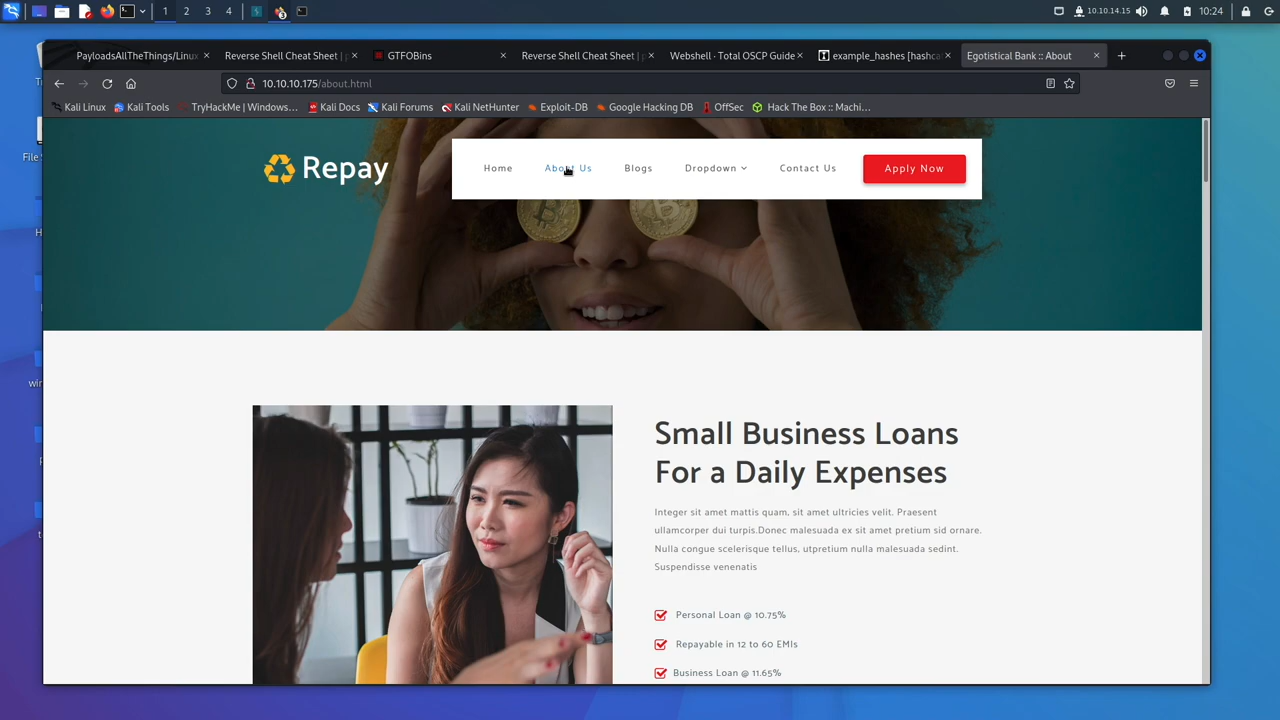 1 2 3 4 3 10.10.14.15 10:24
PayloadsAllTheThings/Linux Reverse Shell Cheat Sheet | p GTFOBins Reverse Shell Cheat Sheet | p Webshell - Total OSCP Guide example_hashes [hashcat Egotistical Bank :: About
10.10.10.175/about.html
Kali Linux Kali Tools TryHackMe | Windows... Kali Docs Kali Forums Kali NetHunter Exploit-DB Google Hacking DB OffSec Hack The Box :: Machi...
Repay Home About Us Blogs Dropdown Contact Us Apply Now
Small Business Loans
For a Daily Expenses
Integer sit amet mattis quam, sit amet ultricies velit. Praesent
ullamcorper dui turpis.Donec malesuada ex sit amet pretium sid ornare.
Nulla congue scelerisque tellus, utpretium nulla malesuada sedint.
Suspendisse venenatis
Personal Loan @ 10.75%
Repayable in 12 to 60 EMIs
Business Loan @ 11.65%